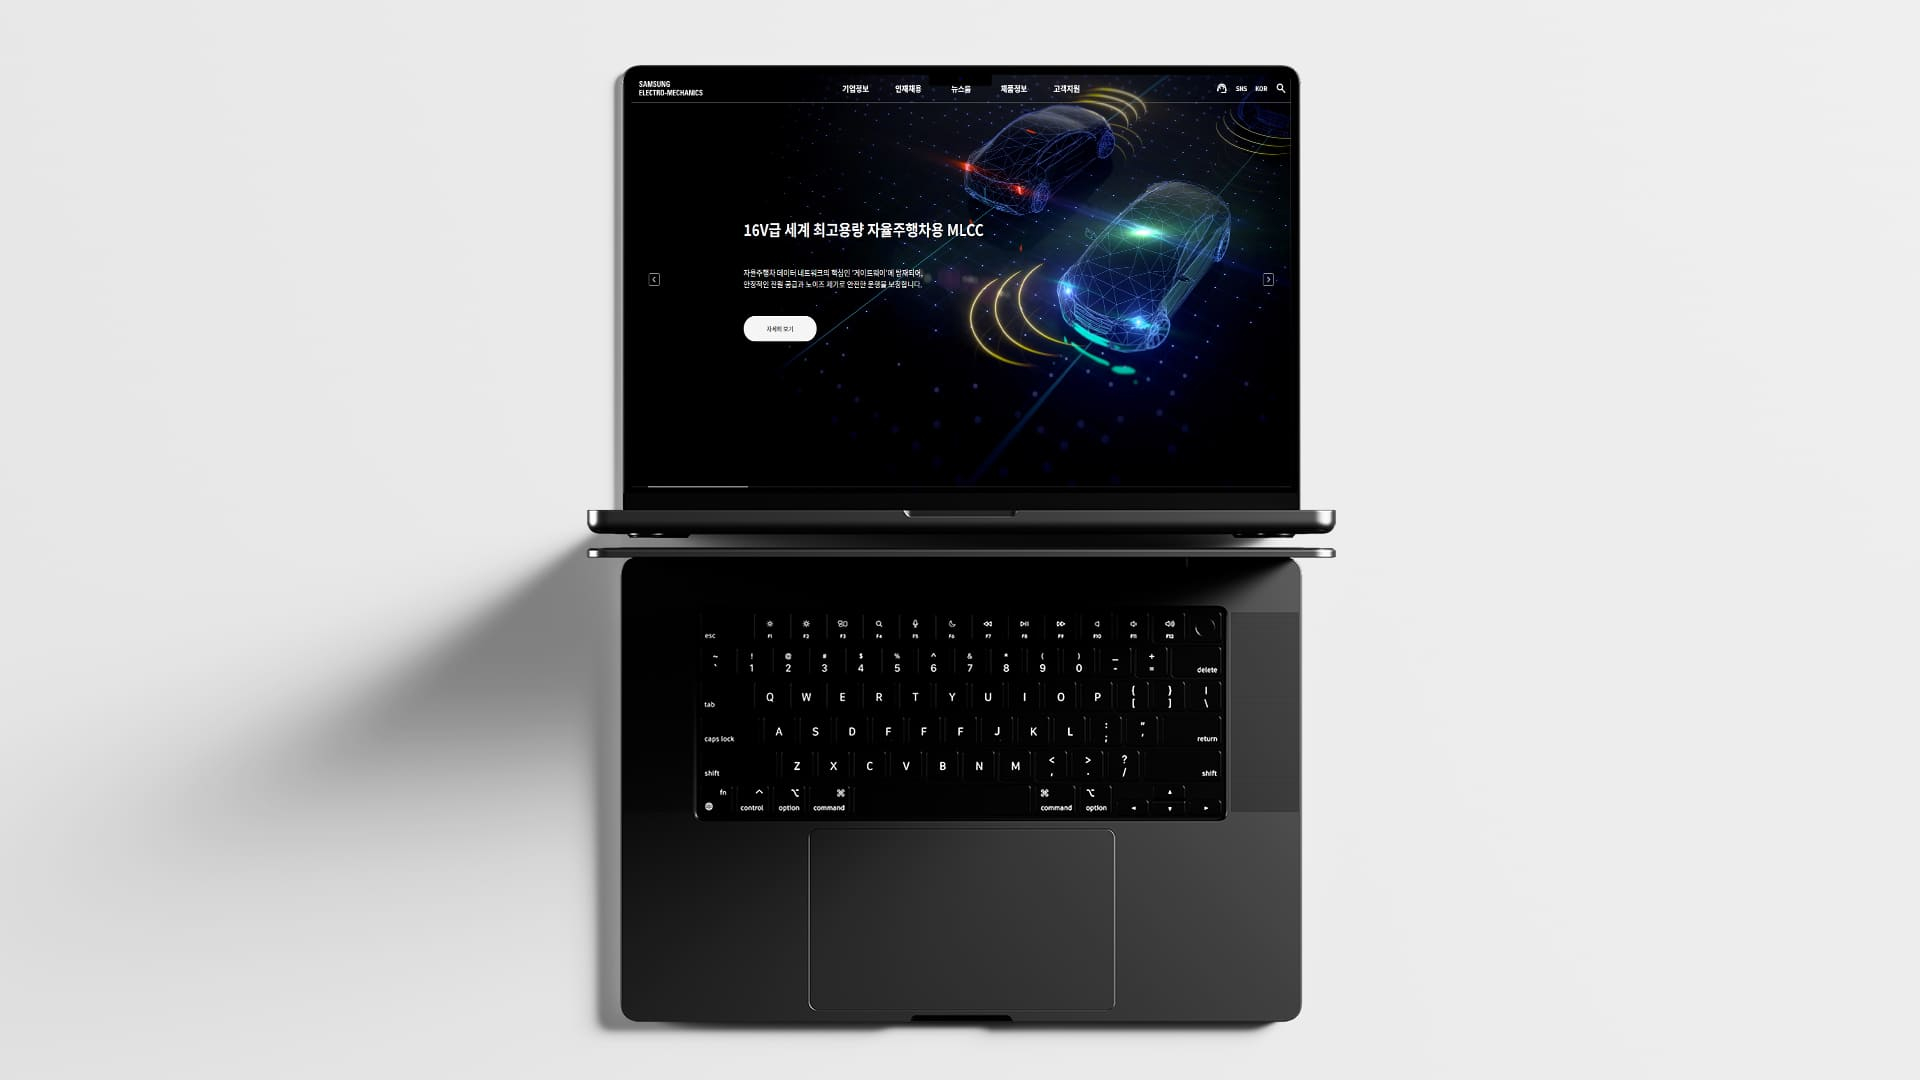 SAMSUNG
ELECTRO-MECHANICS
기업정보 인재채용 뉴스룸 제품정보 고객지원
SNS KOR
16V급 세계 최고용량 자율주행차용 MLCC
자율주행차 데이터 네트워크의 핵심인 '게이트웨이'에 탑재되어,
안정적인 전원 공급과 노이즈 제거로 안전한 운행을 보장합니다.
자세히 보기
esc F1 F2 F3 F4 F5 F6 F7 F8 F9 F10 F11 F12
~ ! @ # $ % ^ & * ( ) _ +
` 1 2 3 4 5 6 7 8 9 0 - = delete
tab Q W E R T Y U I O P { [ } ] | \
caps lock A S D F F F J K L : ; " ' return
shift Z X C V B N M < , > . ? / shift
fn ^ ⌥ ⌘ ⌘ ⌥
control option command command option